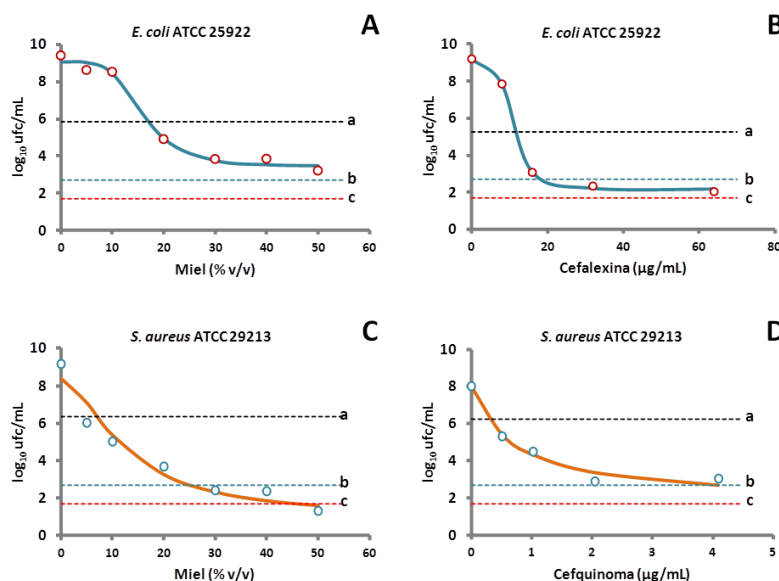 E. coli ATCC 25922
A
log10 ufc/mL
10
8
6
4
2
0
a
b
c
0 10 20 30 40 50 60
Miel (% v/v)
E. coli ATCC 25922
B
log10 ufc/mL
10
8
6
4
2
0
a
b
c
0 20 40 60 80
Cefalexina (µg/mL)
S. aureus ATCC 29213
C
log10 ufc/mL
10
8
6
4
2
0
a
b
c
0 10 20 30 40 50 60
Miel (% v/v)
S. aureus ATCC 29213
D
log10 ufc/mL
10
8
6
4
2
0
a
b
c
0 1 2 3 4 5
Cefquinoma (µg/mL)